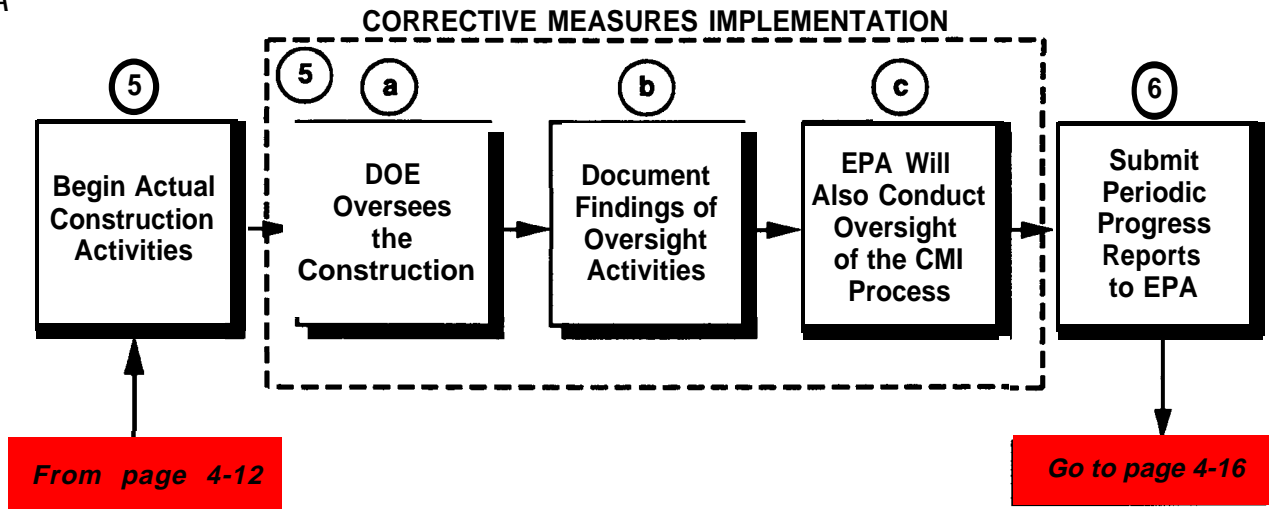 CORRECTIVE MEASURES IMPLEMENTATION
5
5
a
b
c
6
Begin Actual
Construction
Activities
DOE
Oversees
the
Construction
Document
Findings of
Oversight
Activities
EPA Will
Also Conduct
Oversight
of the CMI
Process
Submit
Periodic
Progress
Reports
to EPA
From page 4-12
Go to page 4-16